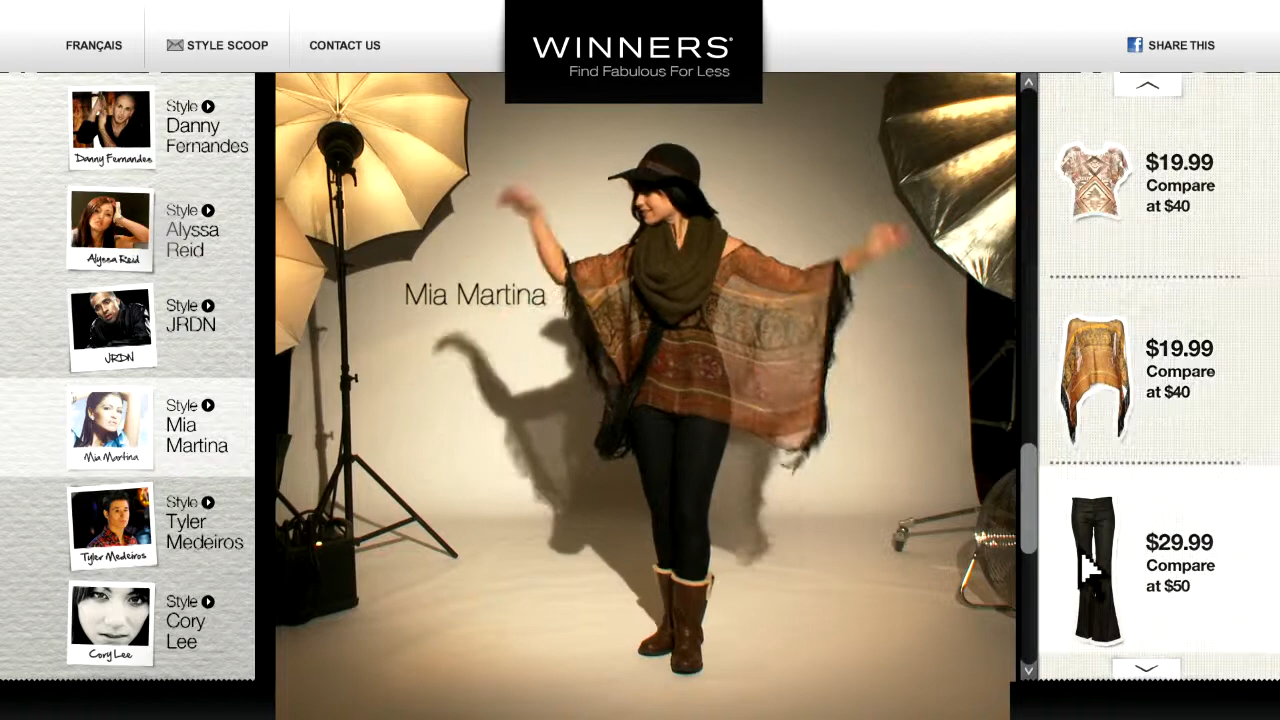 FRANÇAIS
STYLE SCOOP
CONTACT US
WINNERS
Find Fabulous For Less
SHARE THIS
Danny Fernandes
Style
Danny
Fernandes
Alyssa Reid
Style
Alyssa
Reid
JRDN
Style
JRDN
Mia Martina
Style
Mia
Martina
Tyler Medeiros
Style
Tyler
Medeiros
Cory Lee
Style
Cory
Lee
Mia Martina
$19.99
Compare
at $40
$19.99
Compare
at $40
$29.99
Compare
at $50